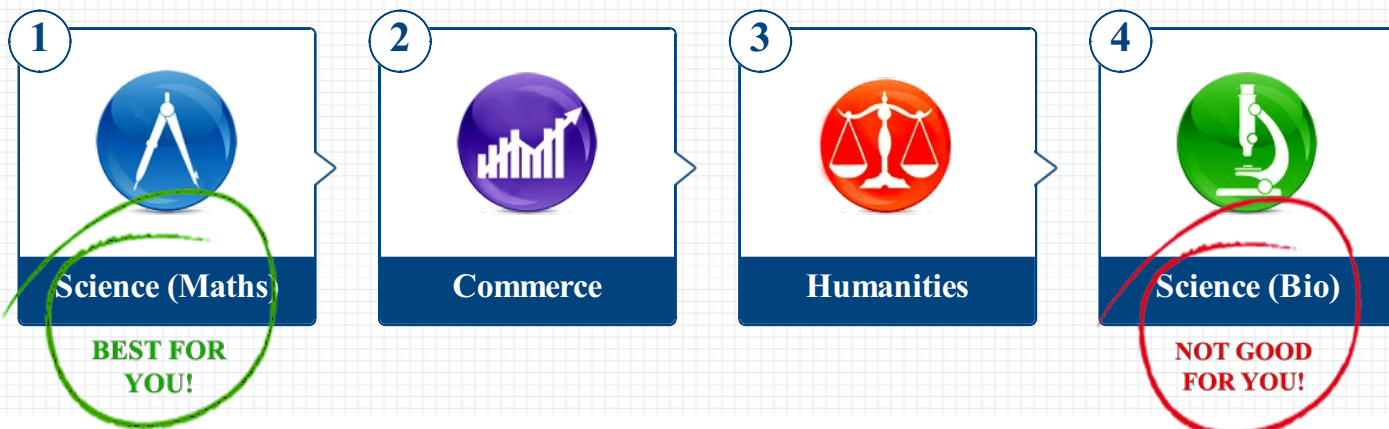 1
2
3
4
Science (Maths)
Commerce
Humanities
Science (Bio)
BEST FOR
YOU!
NOT GOOD
FOR YOU!